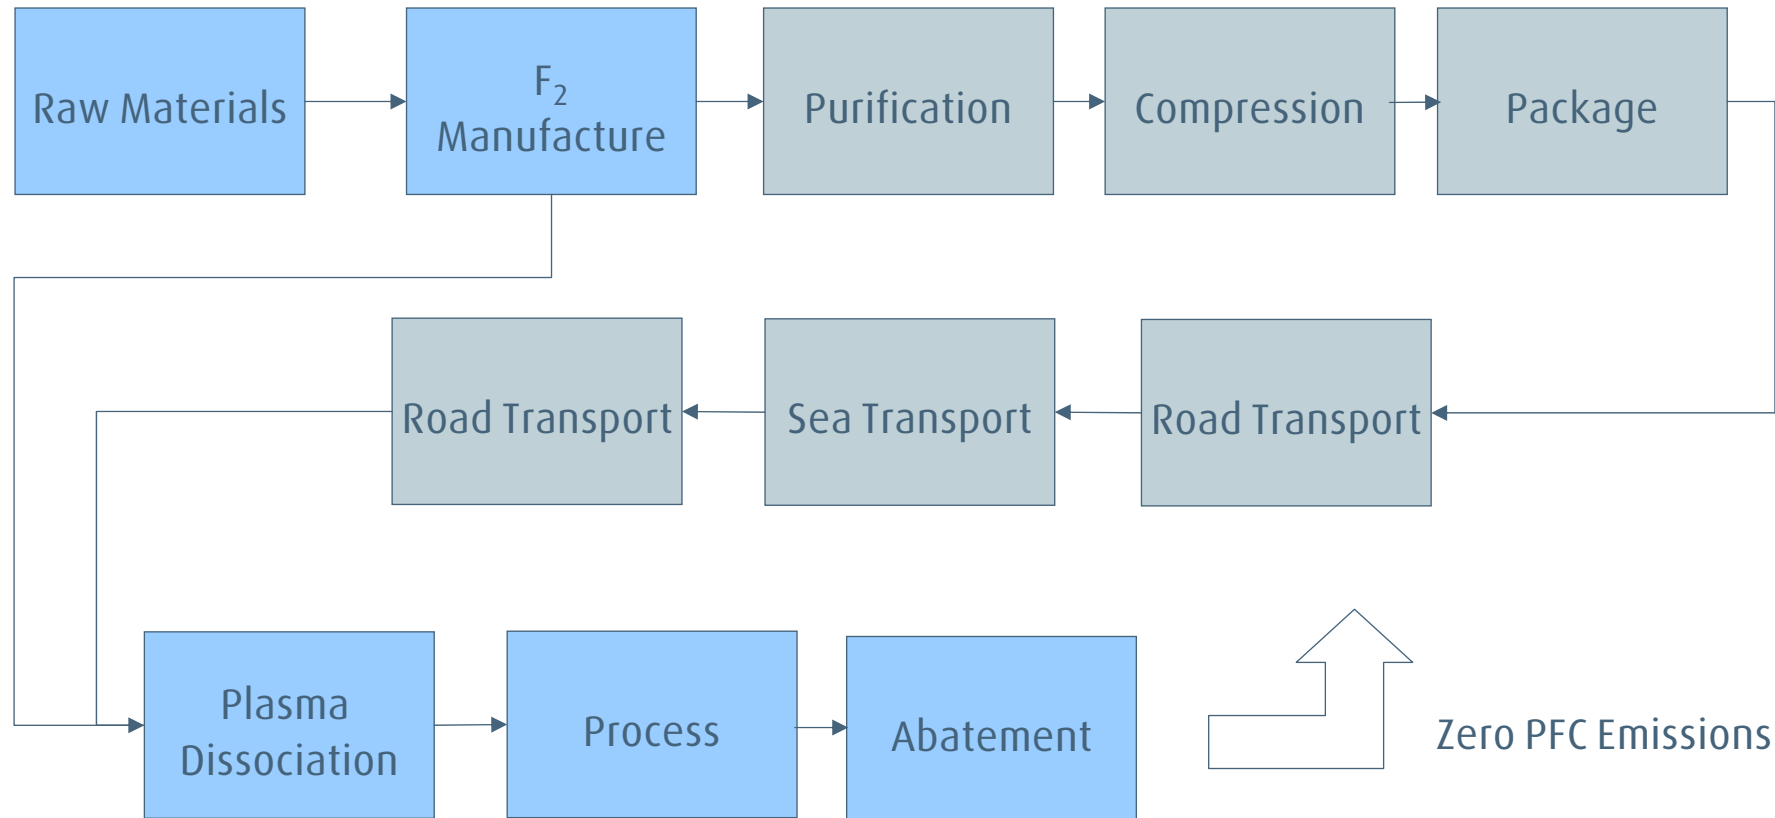 Raw Materials
F₂
Manufacture
Purification
Compression
Package
Road Transport
Sea Transport
Road Transport
Plasma
Dissociation
Process
Abatement
Zero PFC Emissions